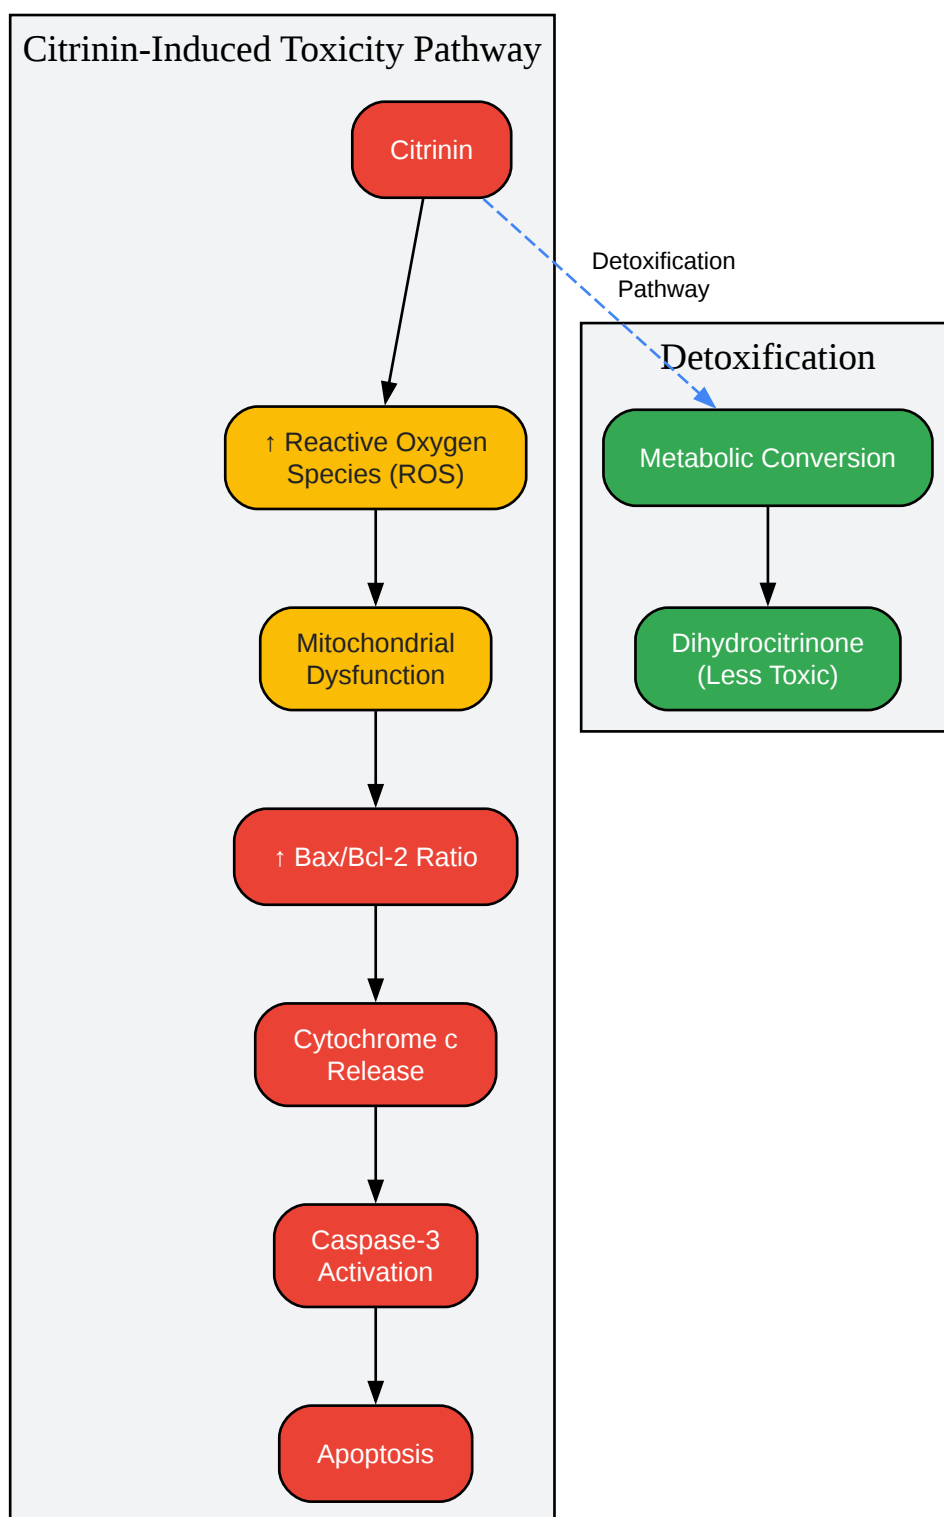 Citrinin-Induced Toxicity Pathway
Citrinin
Detoxification
Pathway
Detoxification
↑ Reactive Oxygen
Species (ROS)
Metabolic Conversion
Mitochondrial
Dysfunction
Dihydrocitrinone
(Less Toxic)
↑ Bax/Bcl-2 Ratio
Cytochrome c
Release
Caspase-3
Activation
Apoptosis